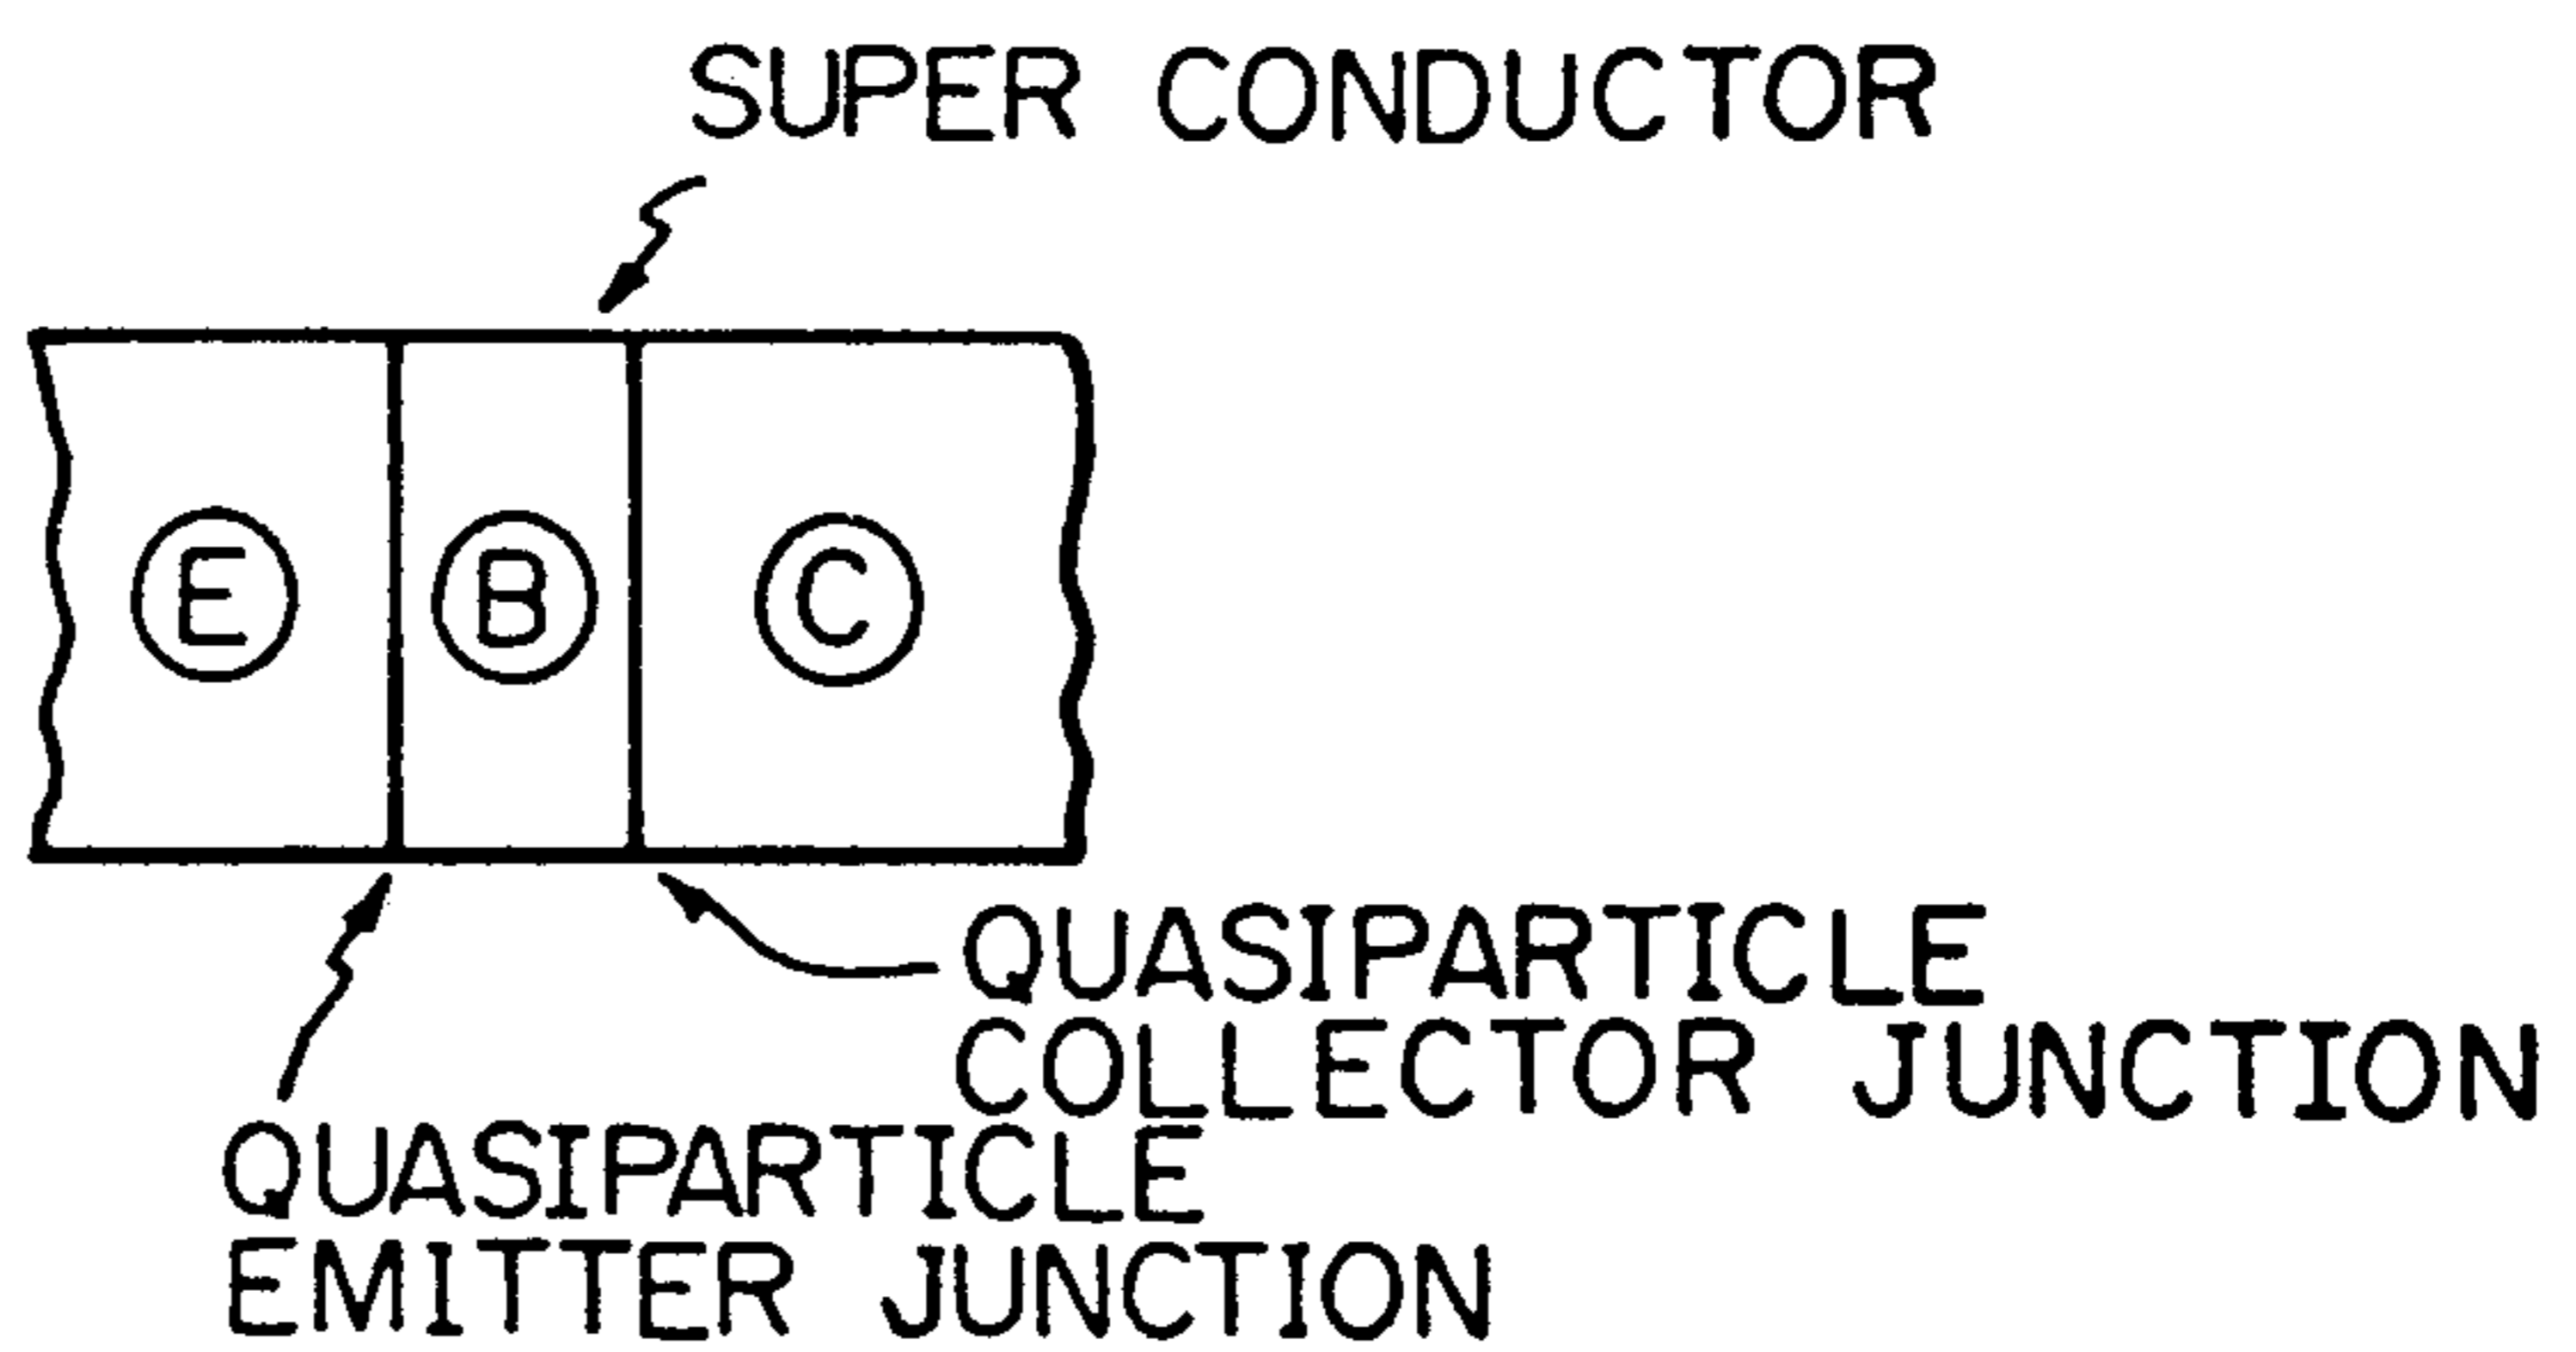 SUPER CONDUCTOR
E B C
QUASIPARTICLE
COLLECTOR JUNCTION
QUASIPARTICLE
EMITTER JUNCTION